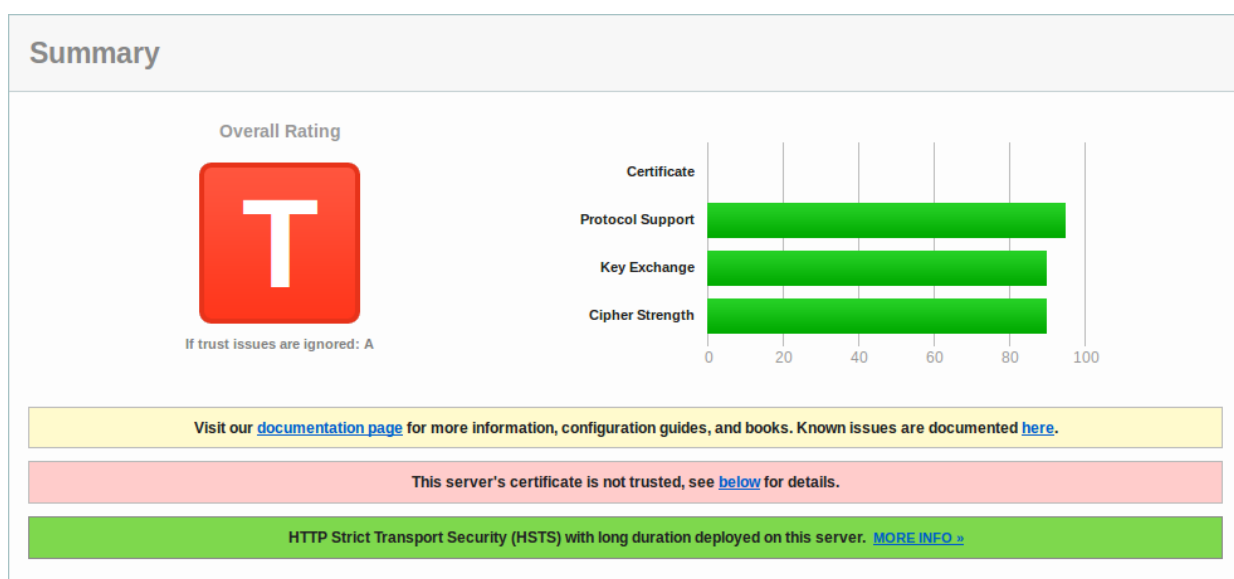 Summary
Overall Rating
T
If trust issues are ignored: A
Certificate
Protocol Support
Key Exchange
Cipher Strength
0 20 40 60 80 100
Visit our documentation page for more information, configuration guides, and books. Known issues are documented here.
This server's certificate is not trusted, see below for details.
HTTP Strict Transport Security (HSTS) with long duration deployed on this server. MORE INFO »